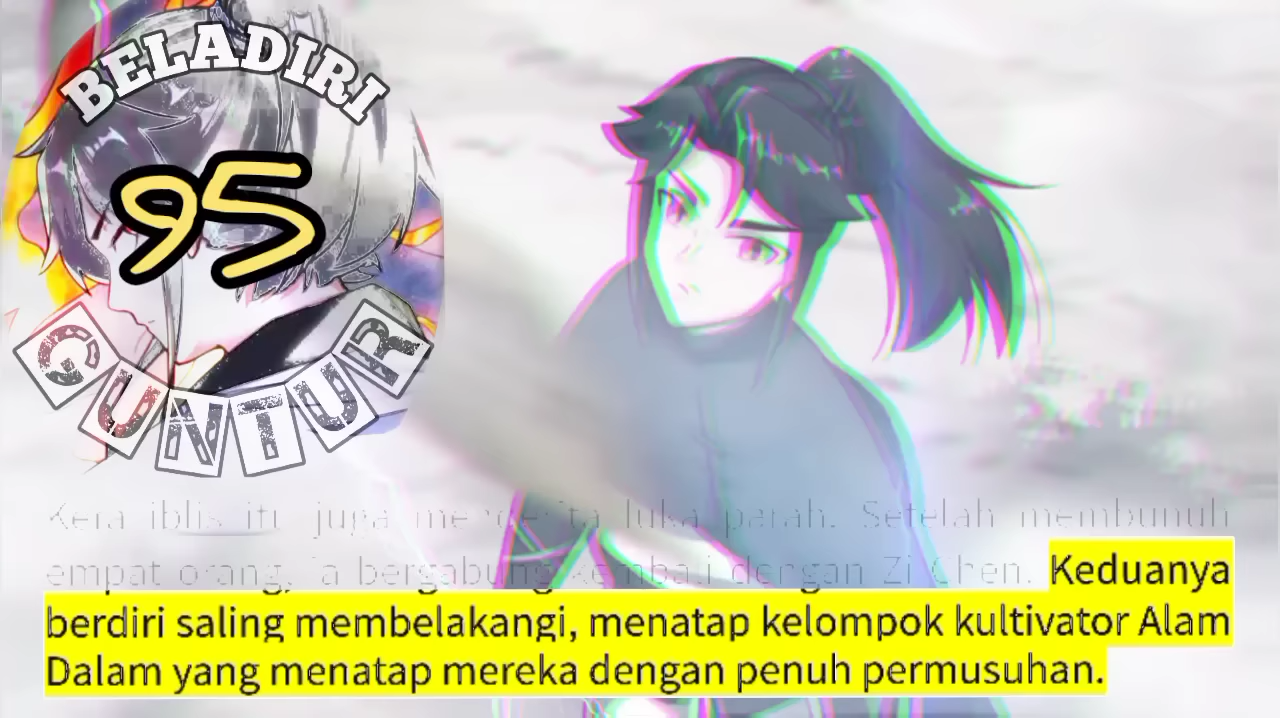 BELADIRI
95
GUNTUR
Kera iblis itu juga menderita luka parah. Setelah membunuh
empat orang, ia bergabung kembali dengan Zi Chen. Keduanya
berdiri saling membelakangi, menatap kelompok kultivator Alam
Dalam yang menatap mereka dengan penuh permusuhan.